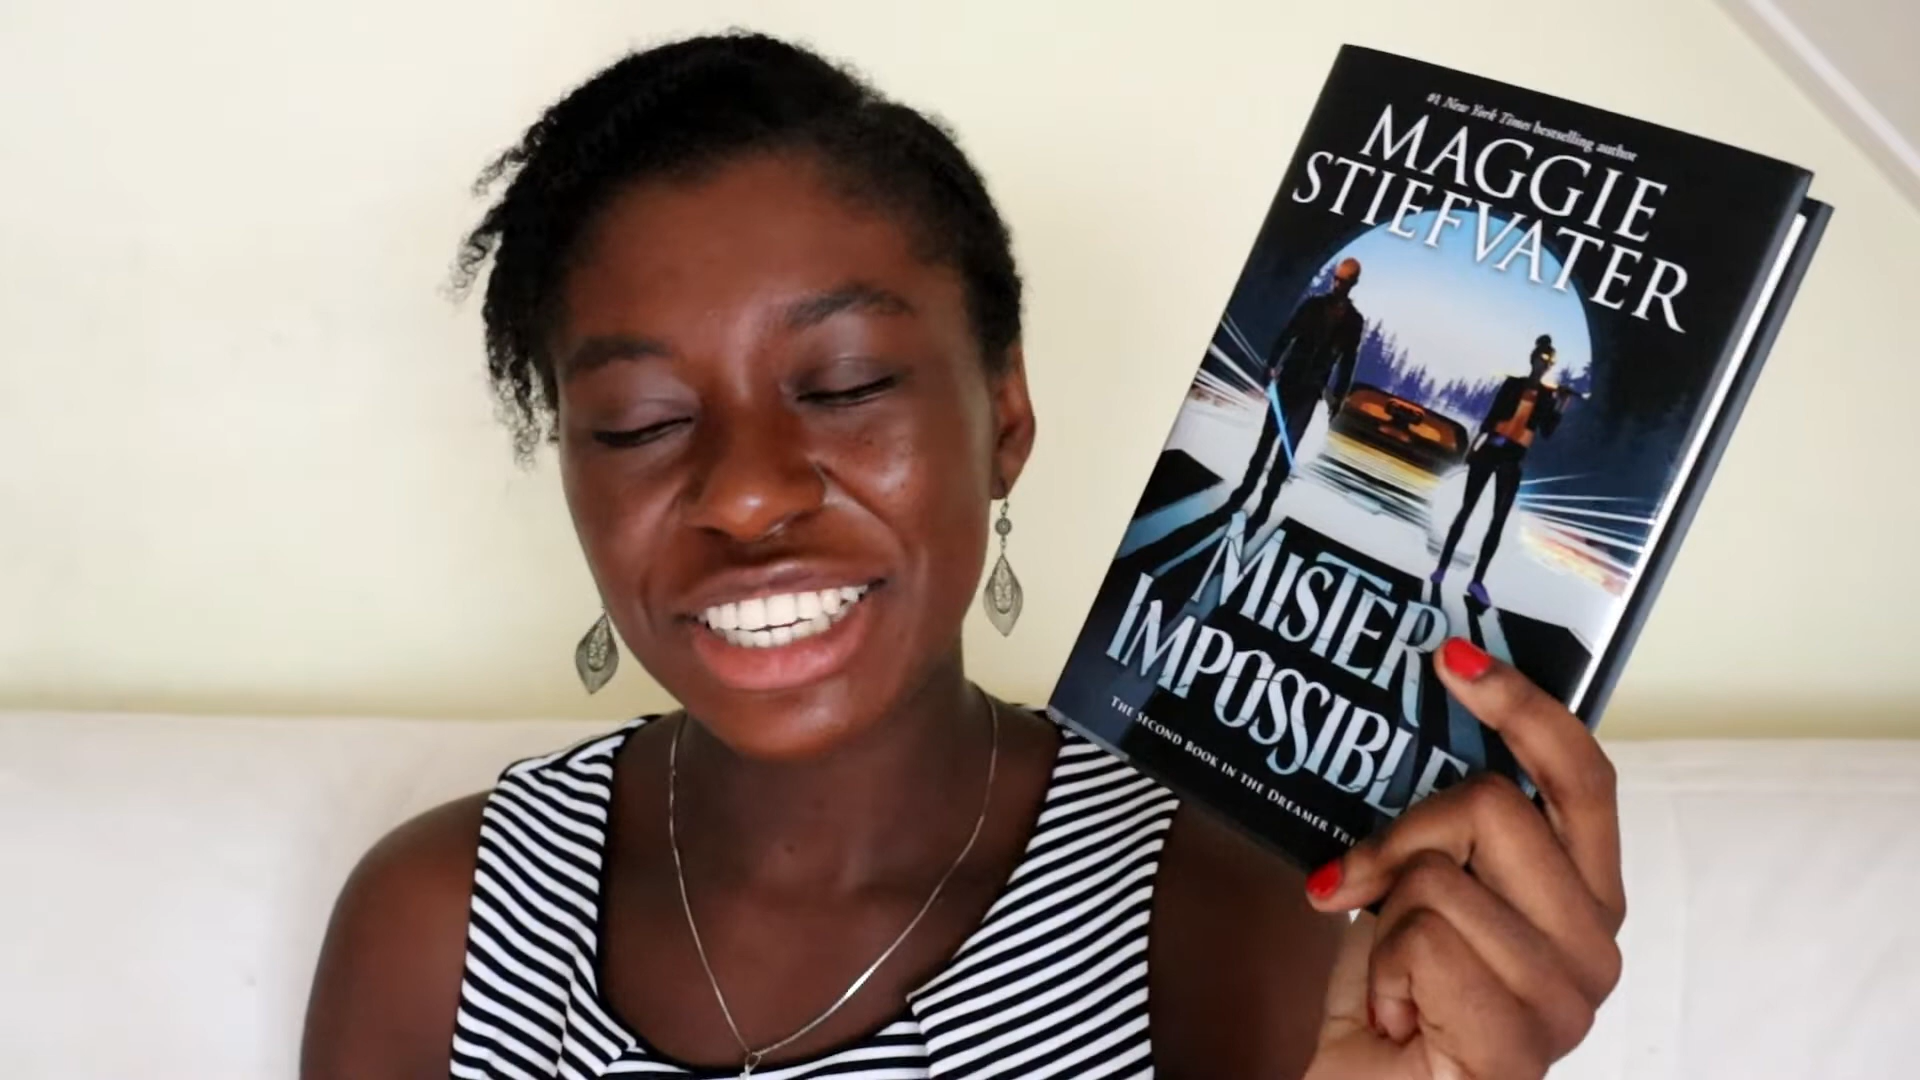 #1 New York Times bestselling author
MAGGIE
STIEFVATER
MISTER
IMPOSSIBLE
THE SECOND BOOK IN THE DREAMER